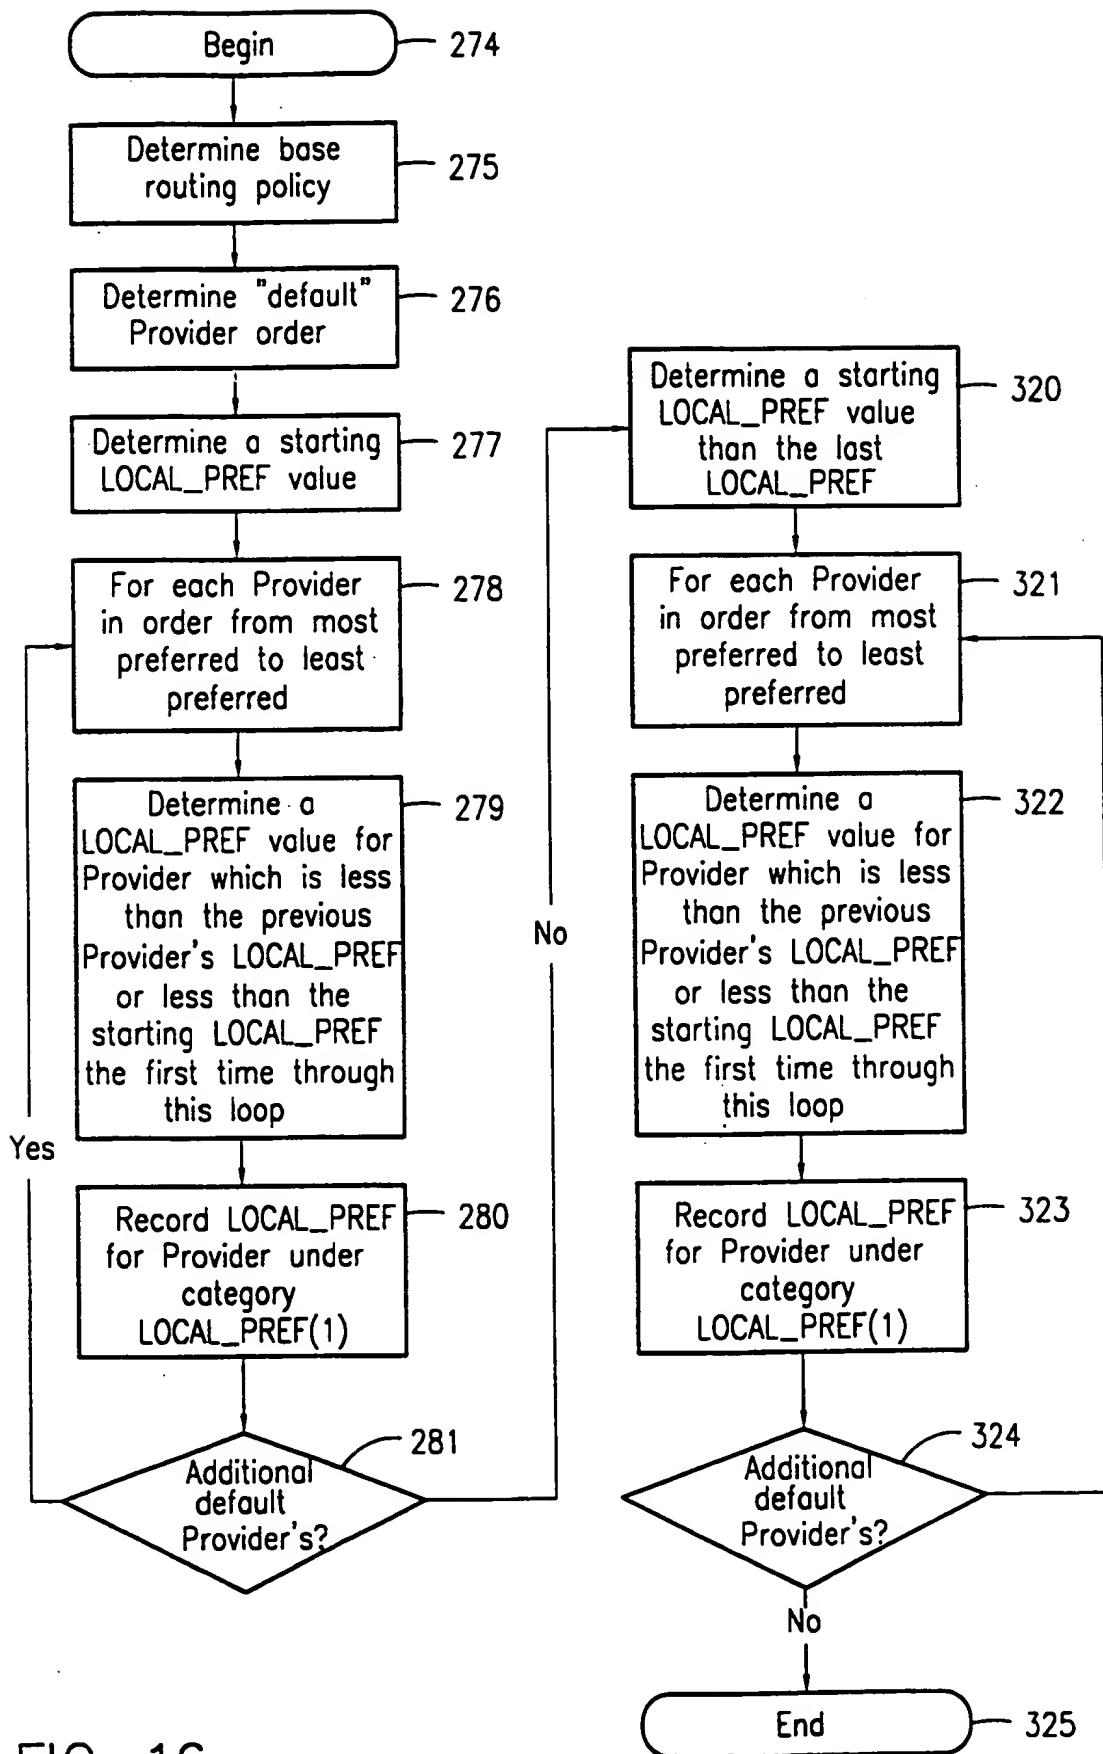 Begin
274
Determine base
routing policy
275
Determine "default"
Provider order
276
Determine a starting
LOCAL_PREF value
277
For each Provider
in order from most
preferred to least
preferred
278
Determine a
LOCAL_PREF value for
Provider which is less
than the previous
Provider's LOCAL_PREF
or less than the
starting LOCAL_PREF
the first time through
this loop
279
Yes
Record LOCAL_PREF
for Provider under
category
LOCAL_PREF(1)
280
Additional
default
Provider's?
281
No
Determine a starting
LOCAL_PREF value
than the last
LOCAL_PREF
320
For each Provider
in order from most
preferred to least
preferred
321
Determine a
LOCAL_PREF value for
Provider which is less
than the previous
Provider's LOCAL_PREF
or less than the
starting LOCAL_PREF
the first time through
this loop
322
Record LOCAL_PREF
for Provider under
category
LOCAL_PREF(1)
323
Additional
default
Provider's?
324
No
End
325